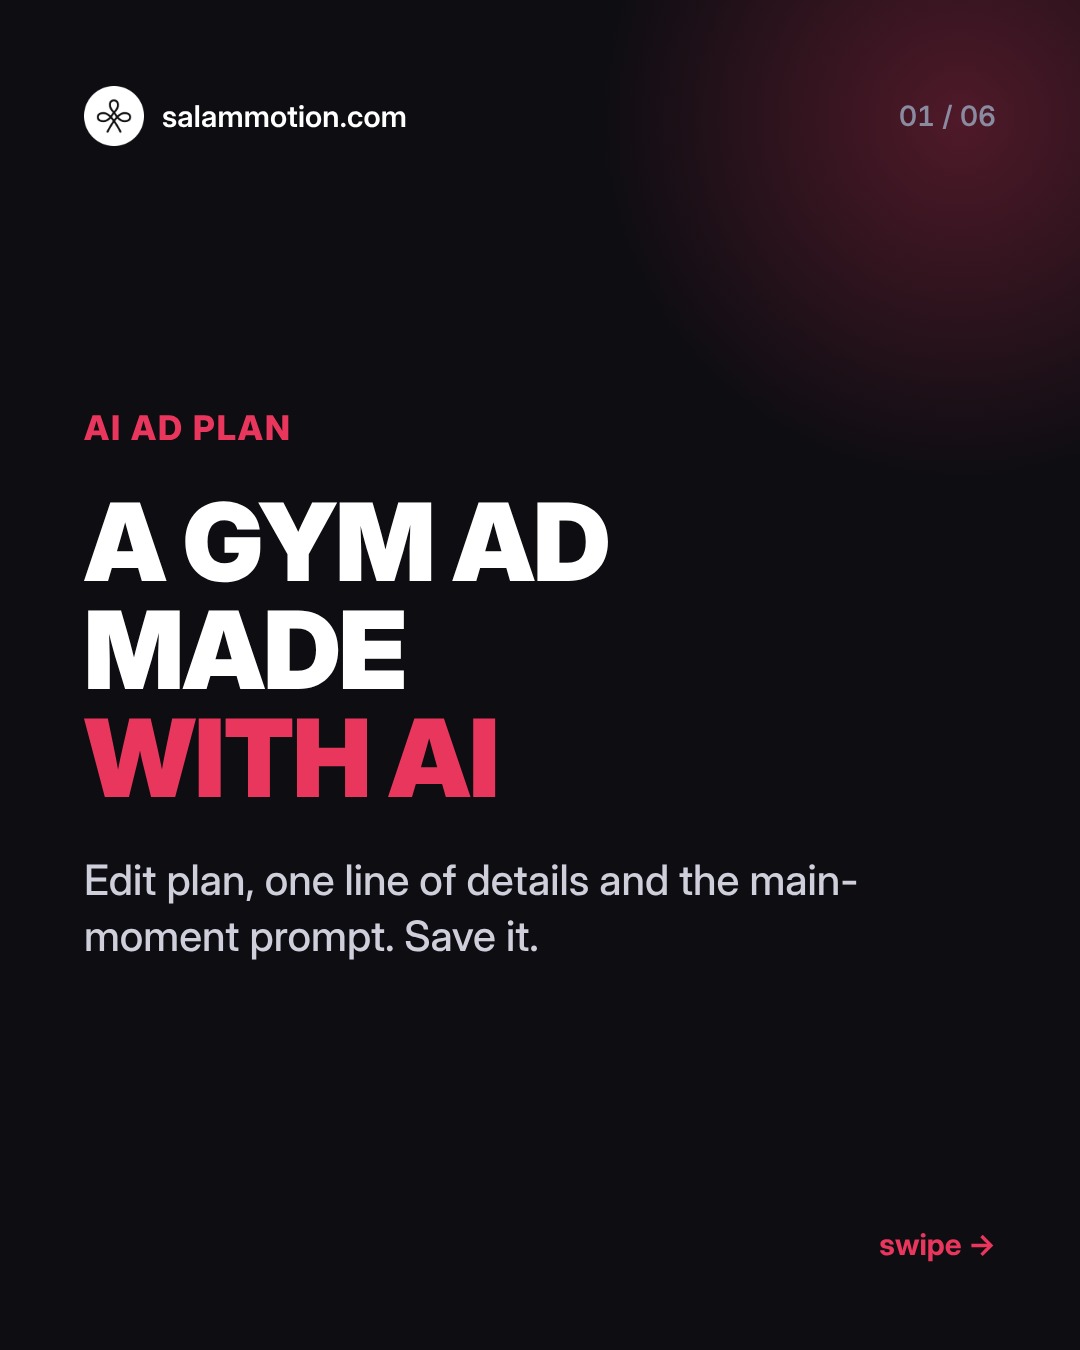 salammotion.com
01 / 06
AI AD PLAN
A GYM AD
MADE
WITH AI
Edit plan, one line of details and the main-
moment prompt. Save it.
swipe →